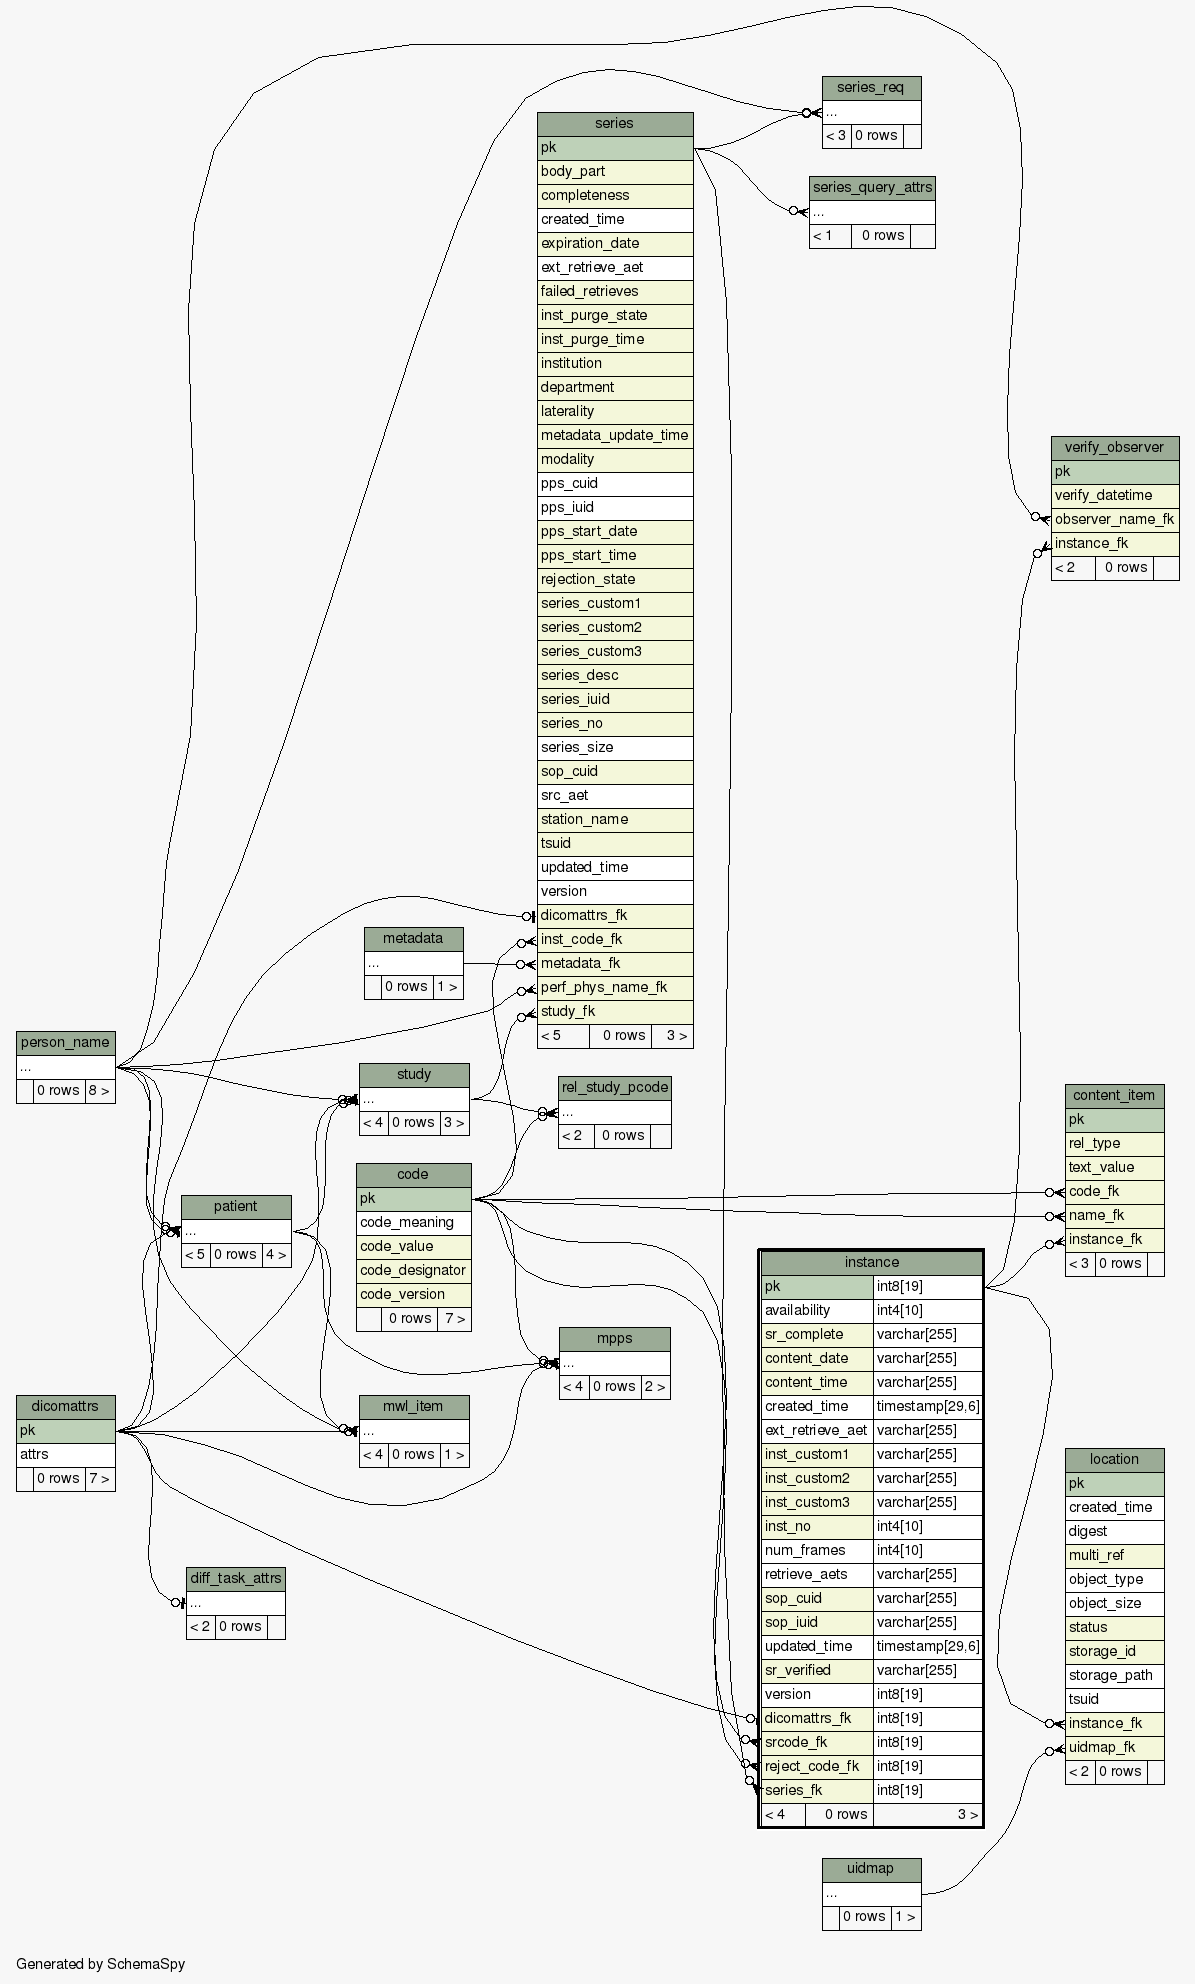 series_req
...
< 3 0 rows
series
pk
body_part
completeness
created_time
expiration_date
ext_retrieve_aet
failed_retrieves
inst_purge_state
inst_purge_time
institution
department
laterality
metadata_update_time
modality
pps_cuid
pps_iuid
pps_start_date
pps_start_time
rejection_state
series_custom1
series_custom2
series_custom3
series_desc
series_iuid
series_no
series_size
sop_cuid
src_aet
station_name
tsuid
updated_time
version
dicomattrs_fk
inst_code_fk
metadata_fk
perf_phys_name_fk
study_fk
< 5 0 rows 3 >
series_query_attrs
...
< 1 0 rows
verify_observer
pk
verify_datetime
observer_name_fk
instance_fk
< 2 0 rows
metadata
...
0 rows 1 >
person_name
...
0 rows 8 >
study
...
< 4 0 rows 3 >
rel_study_pcode
...
< 2 0 rows
content_item
pk
rel_type
text_value
code_fk
name_fk
instance_fk
< 3 0 rows
code
pk
code_meaning
code_value
code_designator
code_version
0 rows 7 >
patient
...
< 5 0 rows 4 >
instance
pk int8[19]
availability int4[10]
sr_complete varchar[255]
content_date varchar[255]
content_time varchar[255]
created_time timestamp[29,6]
ext_retrieve_aet varchar[255]
inst_custom1 varchar[255]
inst_custom2 varchar[255]
inst_custom3 varchar[255]
inst_no int4[10]
num_frames int4[10]
retrieve_aets varchar[255]
sop_cuid varchar[255]
sop_iuid varchar[255]
updated_time timestamp[29,6]
sr_verified varchar[255]
version int8[19]
dicomattrs_fk int8[19]
srcode_fk int8[19]
reject_code_fk int8[19]
series_fk int8[19]
< 4 0 rows 3 >
mpps
...
< 4 0 rows 2 >
dicomattrs
pk
attrs
0 rows 7 >
mwl_item
...
< 4 0 rows 1 >
location
pk
created_time
digest
multi_ref
object_type
object_size
status
storage_id
storage_path
tsuid
instance_fk
uidmap_fk
< 2 0 rows
diff_task_attrs
...
< 2 0 rows
uidmap
...
0 rows 1 >
Generated by SchemaSpy